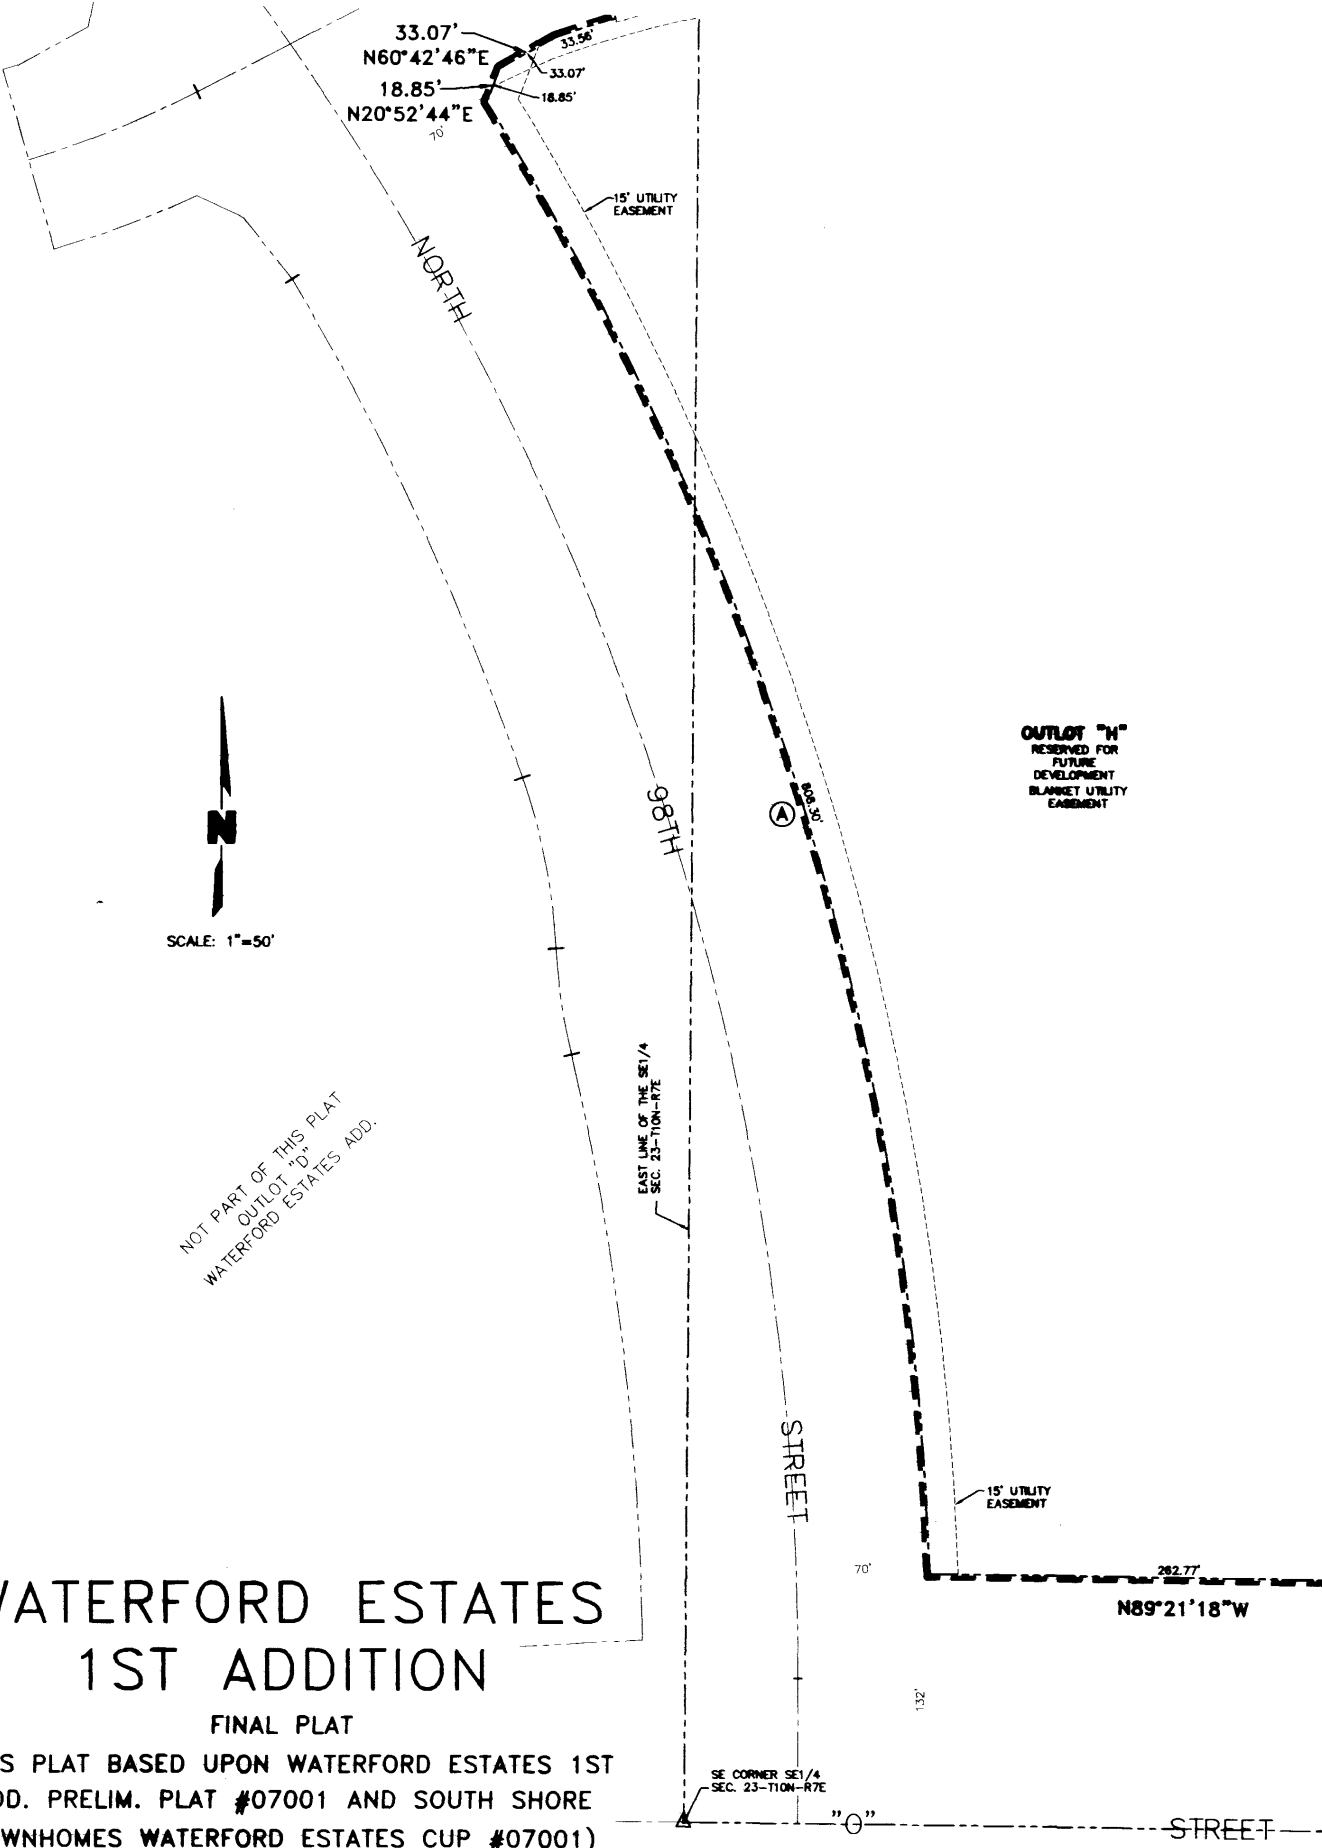 33.07'
N60°42'46"E
18.85'
N20°52'44"E
33.56'
33.07'
18.85'
70'
15' UTILITY
EASEMENT
NORTH
OUTLOT "H"
RESERVED FOR
FUTURE
DEVELOPMENT
BLANKET UTILITY
EASEMENT
98TH
A
808.30'
N
SCALE: 1"=50'
EAST LINE OF THE SE1/4
SEC. 23-T10N-R7E
NOT PART OF THIS PLAT
OUTLOT "D"
WATERFORD ESTATES ADD.
STREET
15' UTILITY
EASEMENT
70'
262.77'
N89°21'18"W
132'
WATERFORD ESTATES
1ST ADDITION
FINAL PLAT
S PLAT BASED UPON WATERFORD ESTATES 1ST
DD. PRELIM. PLAT #07001 AND SOUTH SHORE
WNHOMES WATERFORD ESTATES CUP #07001)
SE CORNER SE1/4
SEC. 23-T10N-R7E
"O" STREET